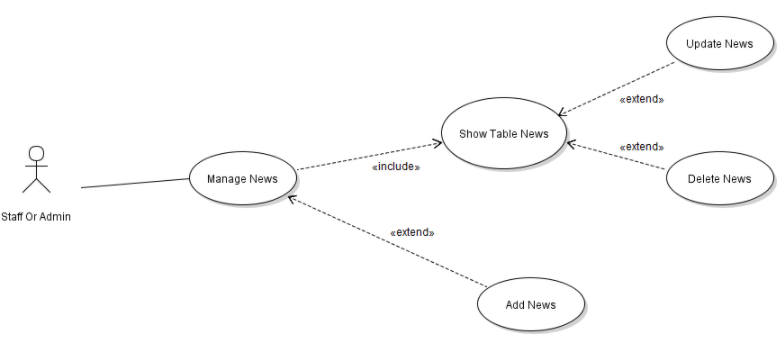 Update News
«extend»
Show Table News
«extend»
«include»
Manage News
Delete News
Staff Or Admin
«extend»
Add News